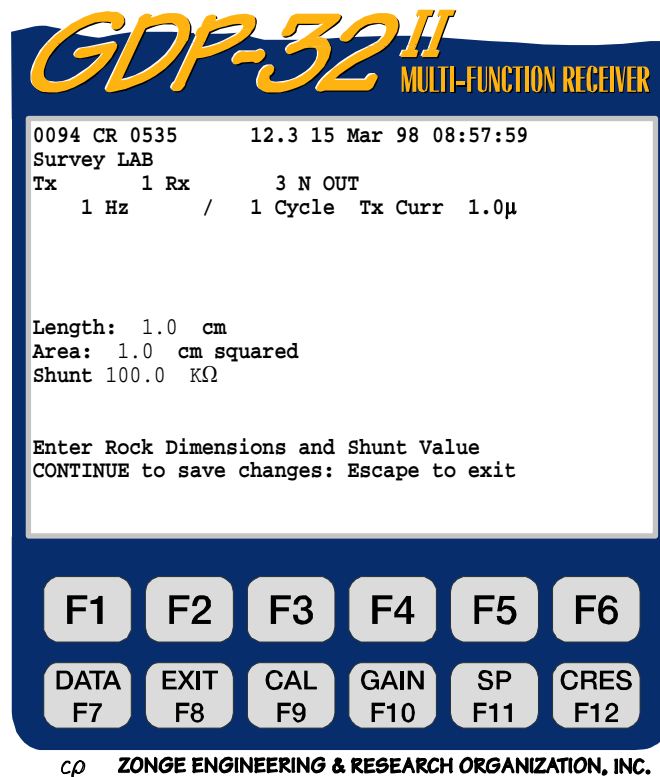 GDP-32 II
MULTI-FUNCTION RECEIVER
0094 CR 0535 12.3 15 Mar 98 08:57:59
Survey LAB
Tx 1 Rx 3 N OUT
1 Hz / 1 Cycle Tx Curr 1.0μ
Length: 1.0 cm
Area: 1.0 cm squared
Shunt 100.0 KΩ
Enter Rock Dimensions and Shunt Value
CONTINUE to save changes: Escape to exit
F1 F2 F3 F4 F5 F6
DATA EXIT CAL GAIN SP CRES
F7 F8 F9 F10 F11 F12
cρ ZONGE ENGINEERING & RESEARCH ORGANIZATION, INC.